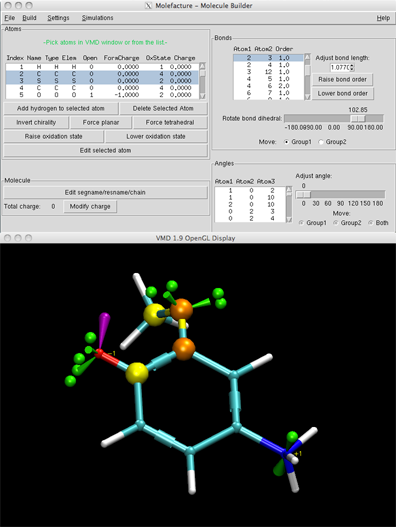 Molefacture - Molecule Builder
File Build Settings Simulations Help
Atoms
~Pick atoms in VMD window or from the list~
Index Name Type Elem Open FormCharge OxState Charge
1 H H H 0 0.0000 0 0.0000
2 C C C 0 0.0000 4 0.0000
3 S S S 0 0.0000 2 0.0000
4 C C C 0 0.0000 4 0.0000
5 O O O 1 -1.0000 2 0.0000
Add hydrogen to selected atom Delete Selected Atom
Invert chirality Force planar Force tetrahedral
Raise oxidation state Lower oxidation state
Edit selected atom
Molecule
Edit segname/resname/chain
Total charge: 0 Modify charge
Bonds
Atom1 Atom2 Order
2 3 1.0
2 4 1.0
3 12 1.0
4 5 1.0
4 6 2.0
6 7 1.0
Adjust bond length:
1.0770
Raise bond order
Lower bond order
102.85
Rotate bond dihedral:
-180.00 -90.00 0.00 90.00 180.00
Move: Group1 Group2
Angles
Atom1 Atom2 Atom3
1 0 2
1 0 10
2 0 10
0 2 3
0 2 4
Adjust angle:
0
0 30 60 90 120 150 180
Move:
Group1 Group2 Both
VMD 1.9 OpenGL Display
-1
+1